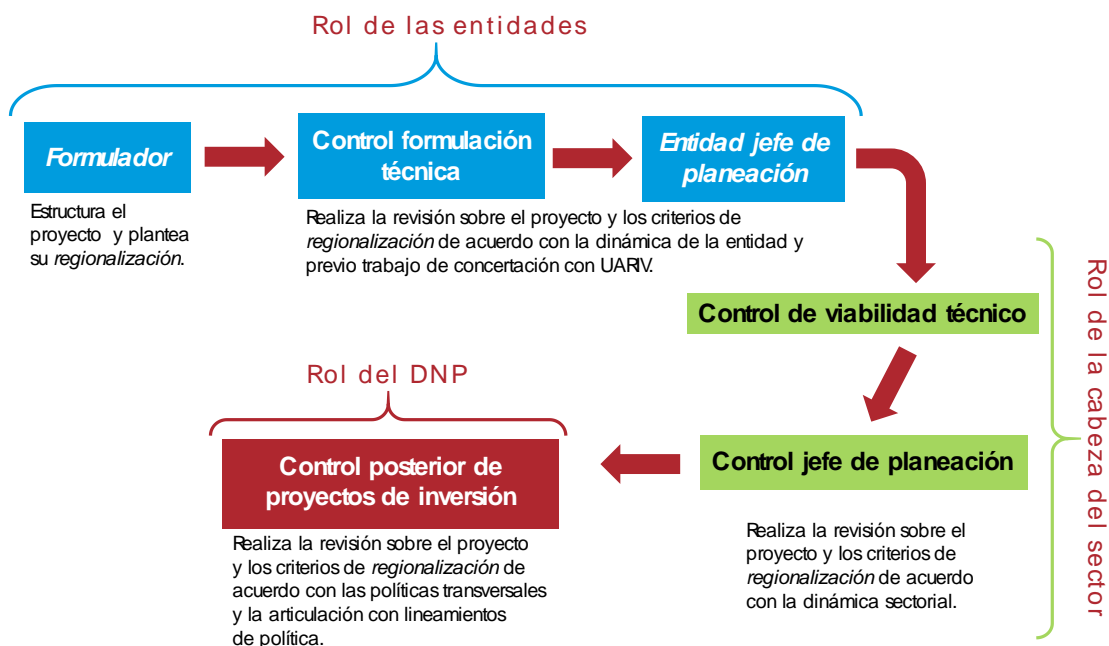 Rol de las entidades
Formulador
Estructura el
proyecto y plantea
su regionalización.
Control formulación
técnica
Entidad jefe de
planeación
Realiza la revisión sobre el proyecto y los criterios de
regionalización de acuerdo con la dinámica de la entidad y
previo trabajo de concertación con UARIV.
Rol de la cabeza del sector
Control de viabilidad técnico
Control jefe de planeación
Realiza la revisión sobre el
proyecto y los criterios de
regionalización de acuerdo
con la dinámica sectorial.
Rol del DNP
Control posterior de
proyectos de inversión
Realiza la revisión sobre el proyecto
y los criterios de regionalización de
acuerdo con las políticas transversales
y la articulación con lineamientos
de política.